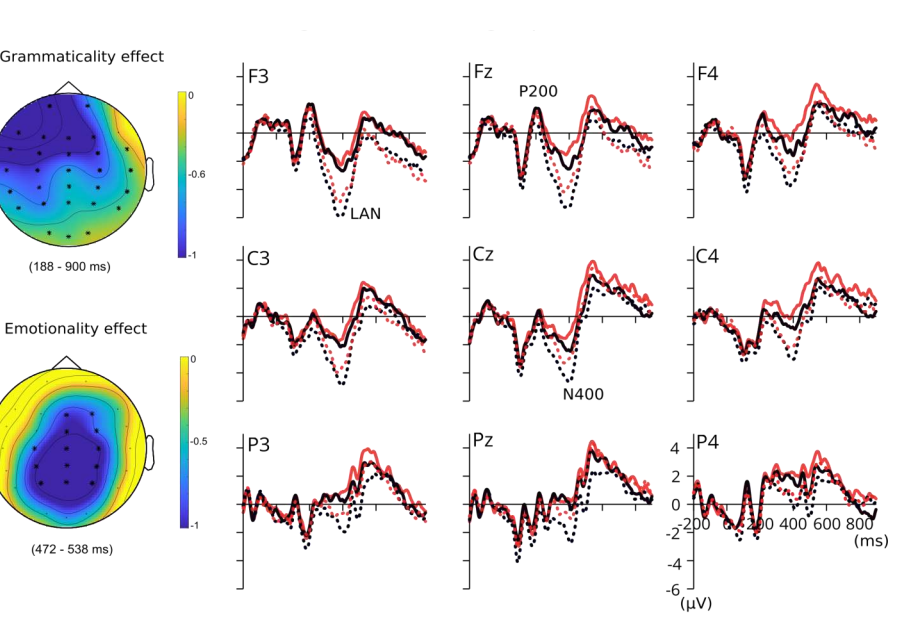 Grammaticality effect
0
-0.6
-1
(188 - 900 ms)
Emotionality effect
0
-0.5
-1
(472 - 538 ms)
F3
LAN
Fz
P200
F4
C3
Cz
N400
C4
P3
Pz
P4
4
2
0
-2
-4
-6
(µV)
-200 0 200 400 600 800
(ms)